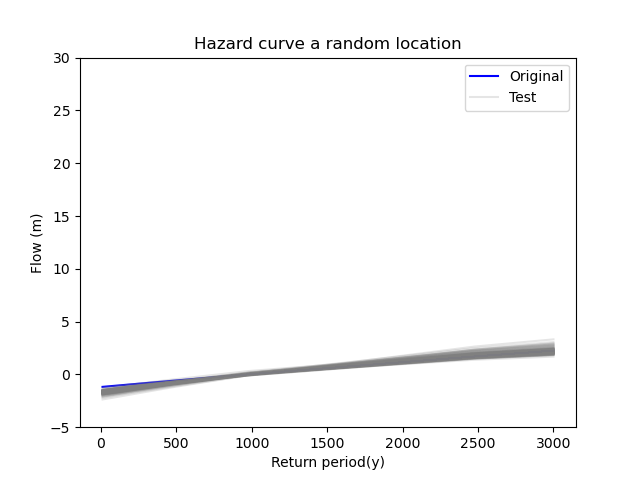 Hazard curve a random location
Original
Test
30
25
20
15
10
5
0
−5
Flow (m)
0 500 1000 1500 2000 2500 3000
Return period(y)